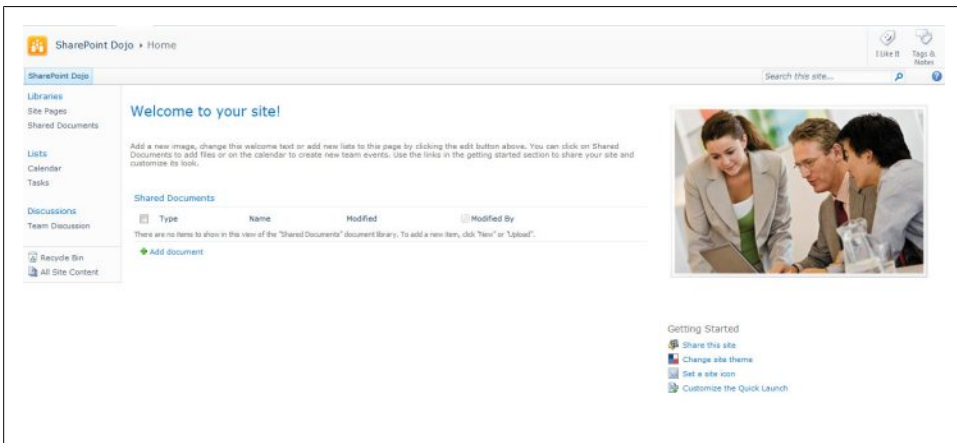 SharePoint Dojo ▸ Home
I Like It
Tags & Notes
SharePoint Dojo
Search this site...
Libraries
Site Pages
Shared Documents
Lists
Calendar
Tasks
Discussions
Team Discussion
Recycle Bin
All Site Content
Welcome to your site!
Add a new image, change this welcome text or add new lists to this page by clicking the edit button above. You can click on Shared
Documents to add files or on the calendar to create new team events. Use the links in the getting started section to share your site and
customize its look.
Shared Documents
Type Name Modified Modified By
There are no items to show in this view of the "Shared Documents" document library. To add a new item, click "New" or "Upload".
Add document
Getting Started
Share this site
Change site theme
Set a site icon
Customize the Quick Launch